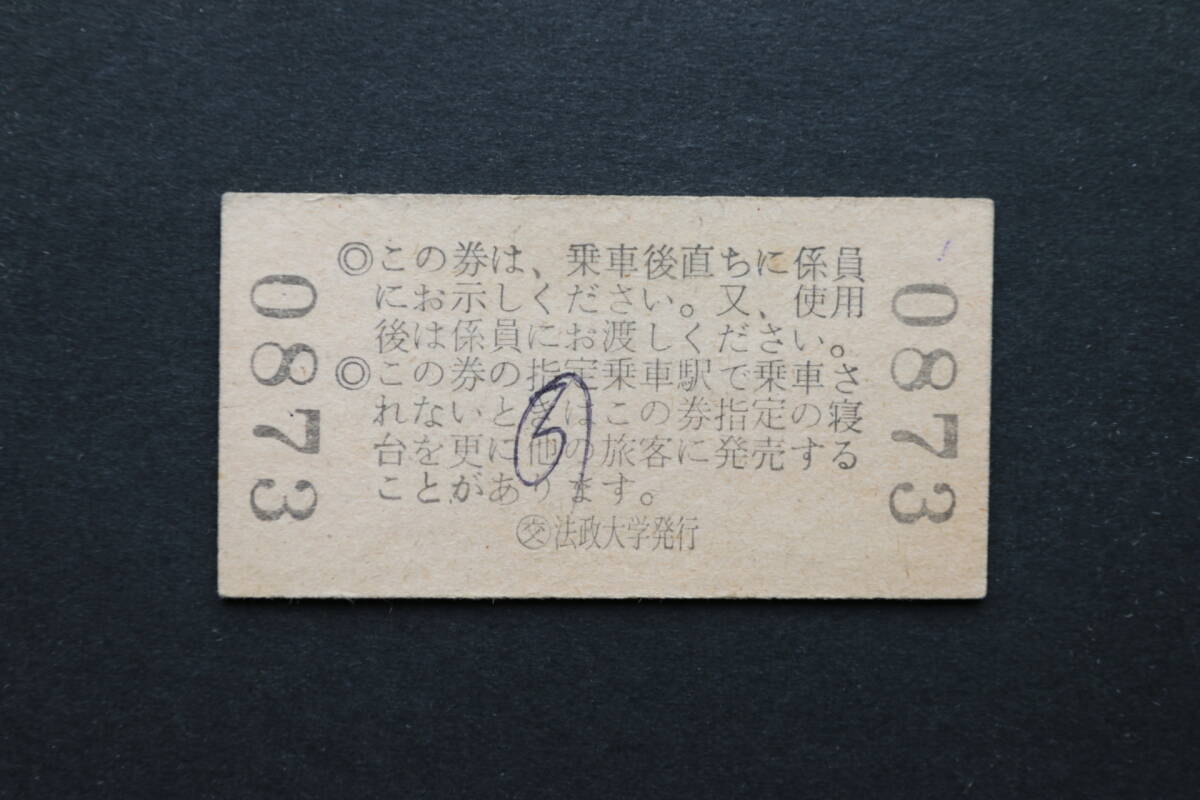 ◎この券は、乗車後直ちに係員
にお示しください。又、使用
後は係員にお渡しください。
◎この券の指定乗車駅で乗車さ
れないときはこの券指定の寝
台を更に他の旅客に発売する
ことがあります。
㊋法政大学発行
0873
0873